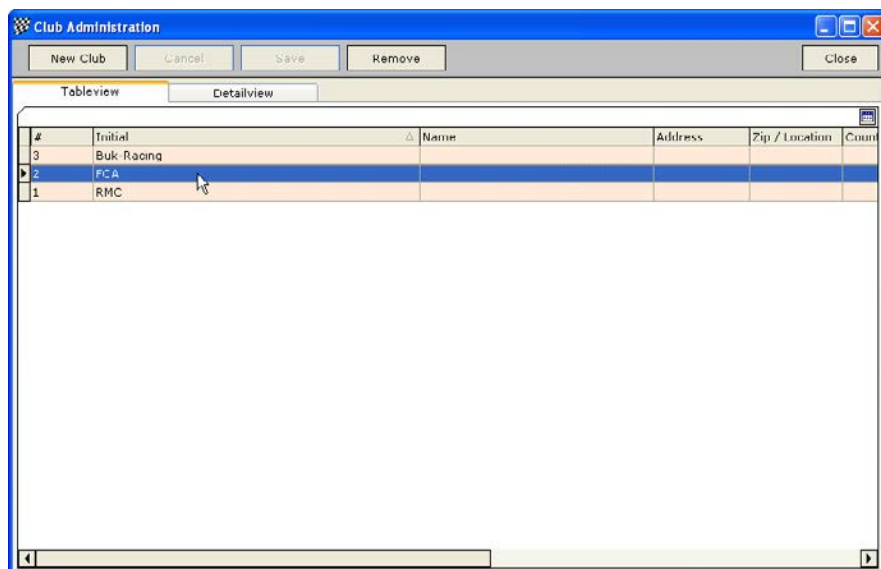 Club Administration
New Club Cancel Save Remove Close
Tableview Detailview
# Initial Name Address Zip / Location Count
3 Buk-Racing
2 FCA
1 RMC